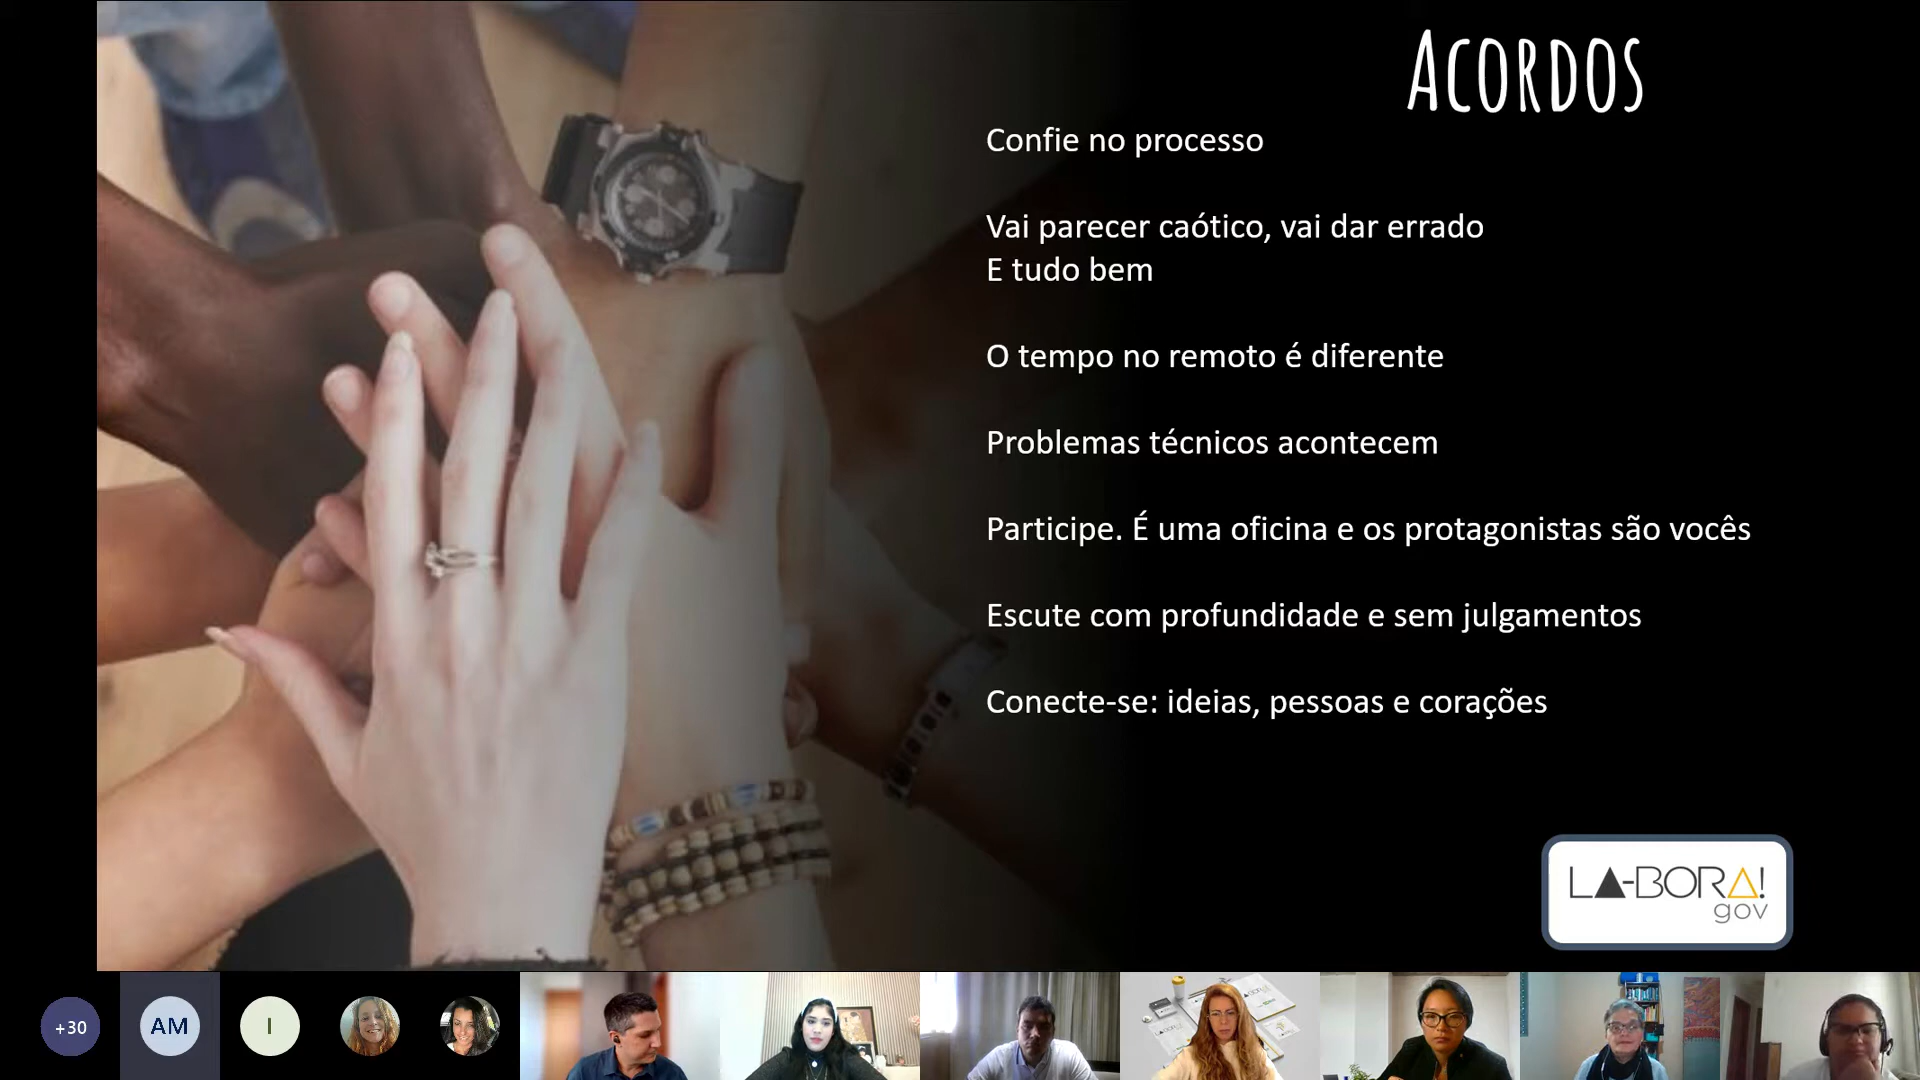 ACORDOS
Confie no processo
Vai parecer caótico, vai dar errado
E tudo bem
O tempo no remoto é diferente
Problemas técnicos acontecem
Participe. É uma oficina e os protagonistas são vocês
Escute com profundidade e sem julgamentos
Conecte-se: ideias, pessoas e corações
LA-BORA!
gov
+30
AM
I